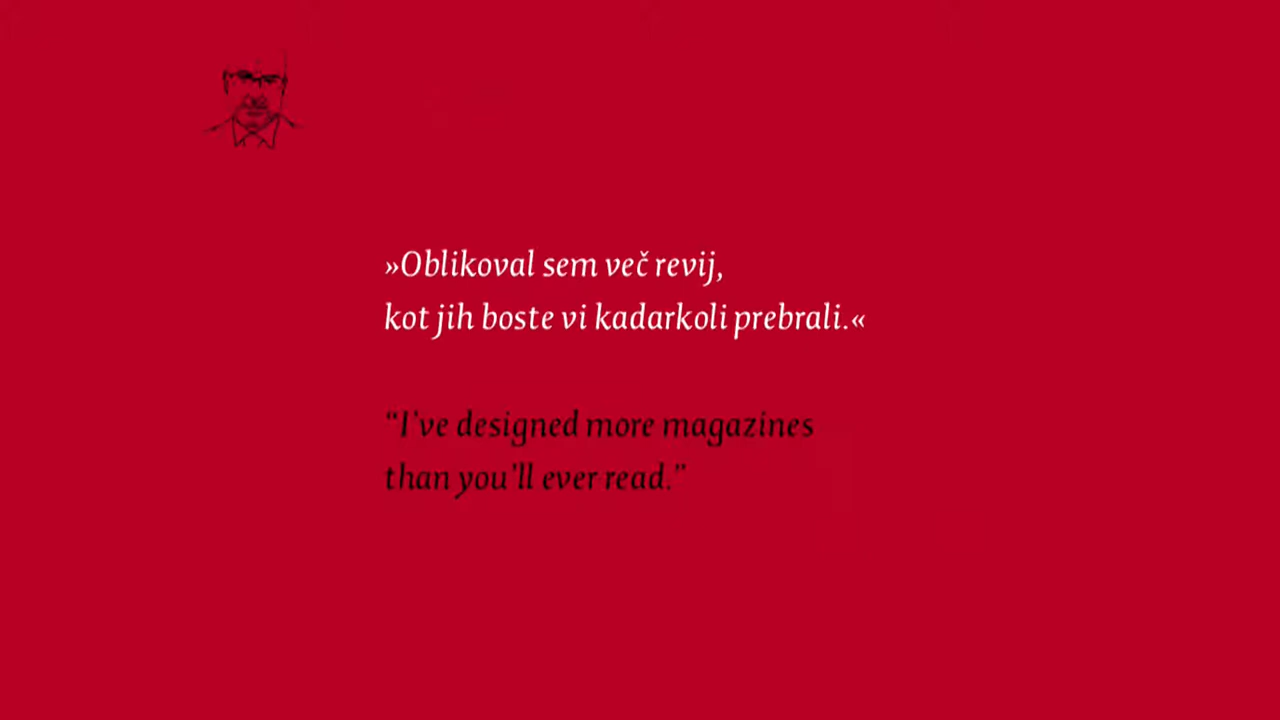 »Oblikoval sem več revij,
kot jih boste vi kadarkoli prebrali.«
“I’ve designed more magazines
than you’ll ever read.”